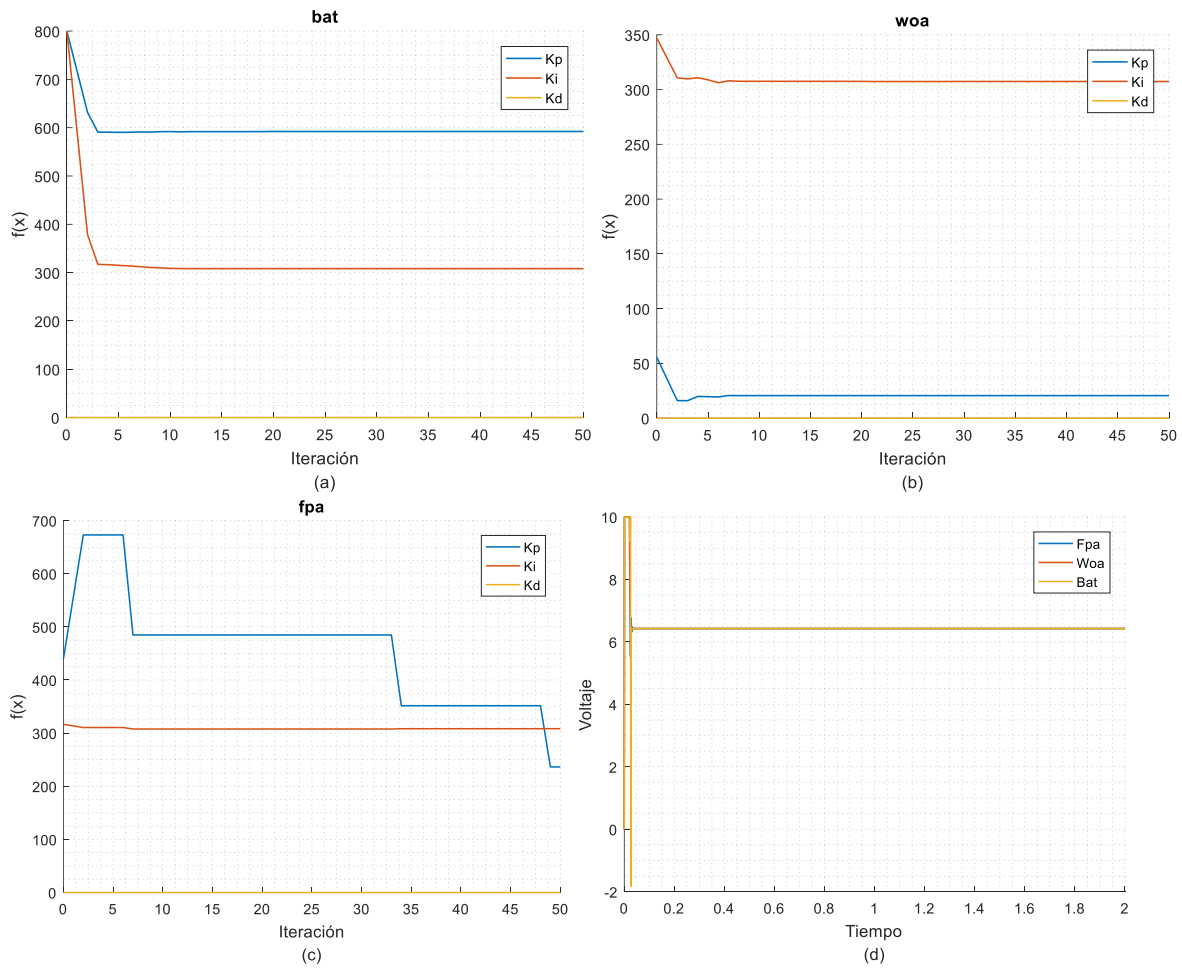 bat
800
700
600
500
400
300
200
100
0
f(x)
Kp
Ki
Kd
0 5 10 15 20 25 30 35 40 45 50
Iteración
(a)
woa
350
300
250
200
150
100
50
0
f(x)
Kp
Ki
Kd
0 5 10 15 20 25 30 35 40 45 50
Iteración
(b)
fpa
700
600
500
400
300
200
100
0
f(x)
Kp
Ki
Kd
0 5 10 15 20 25 30 35 40 45 50
Iteración
(c)
10
8
6
4
2
0
-2
Voltaje
Fpa
Woa
Bat
0 0.2 0.4 0.6 0.8 1 1.2 1.4 1.6 1.8 2
Tiempo
(d)